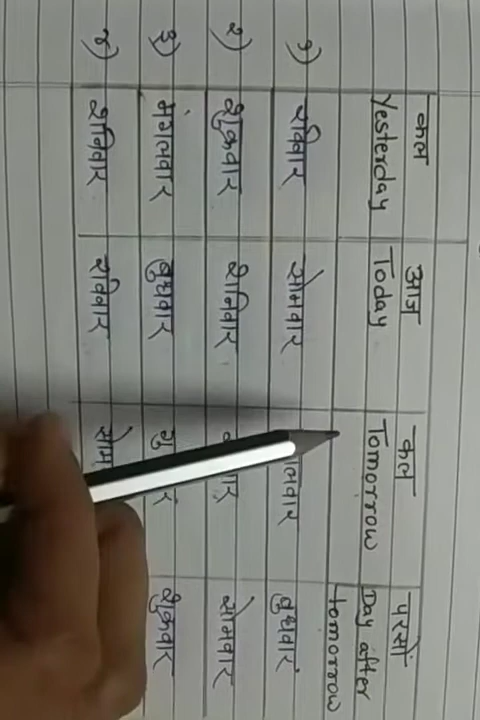 कल आज कल परसों
Yesterday Today Tomorrow Day after tomorrow
१) रविवार सोमवार बुधवार
२) शुक्रवार शनिवार सोमवार
३) मंगलवार बुधवार शुक्रवार
४) शनिवार रविवार